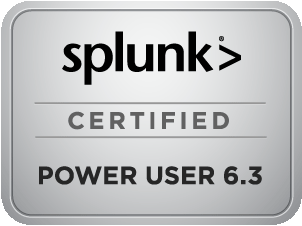 splunk>
CERTIFIED
POWER USER 6.3